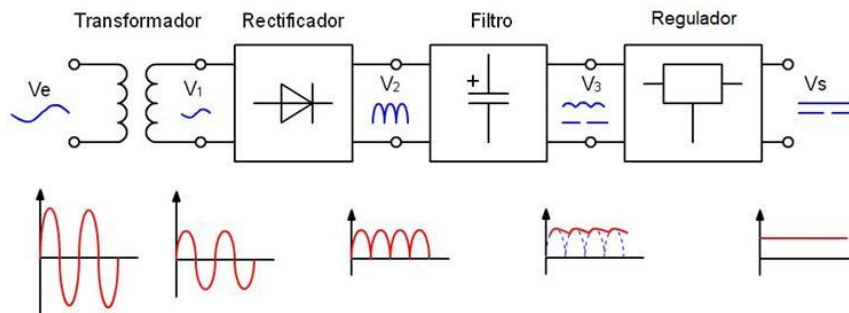 Transformador Rectificador Filtro Regulador
Ve V1 + V2 V3 Vs